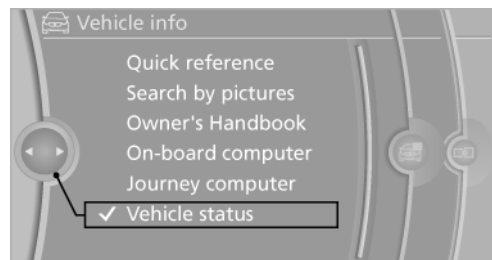 Vehicle info
Quick reference
Search by pictures
Owner's Handbook
On-board computer
Journey computer
Vehicle status